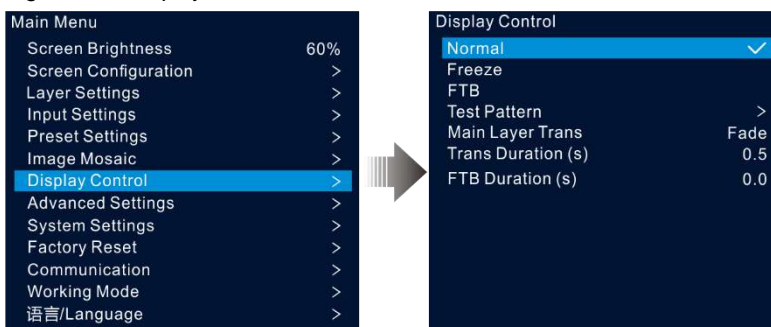 Main Menu
Screen Brightness 60%
Screen Configuration >
Layer Settings >
Input Settings >
Preset Settings >
Image Mosaic >
Display Control >
Advanced Settings >
System Settings >
Factory Reset >
Communication >
Working Mode >
语言/Language >
Display Control
Normal ✓
Freeze
FTB
Test Pattern >
Main Layer Trans Fade
Trans Duration (s) 0.5
FTB Duration (s) 0.0